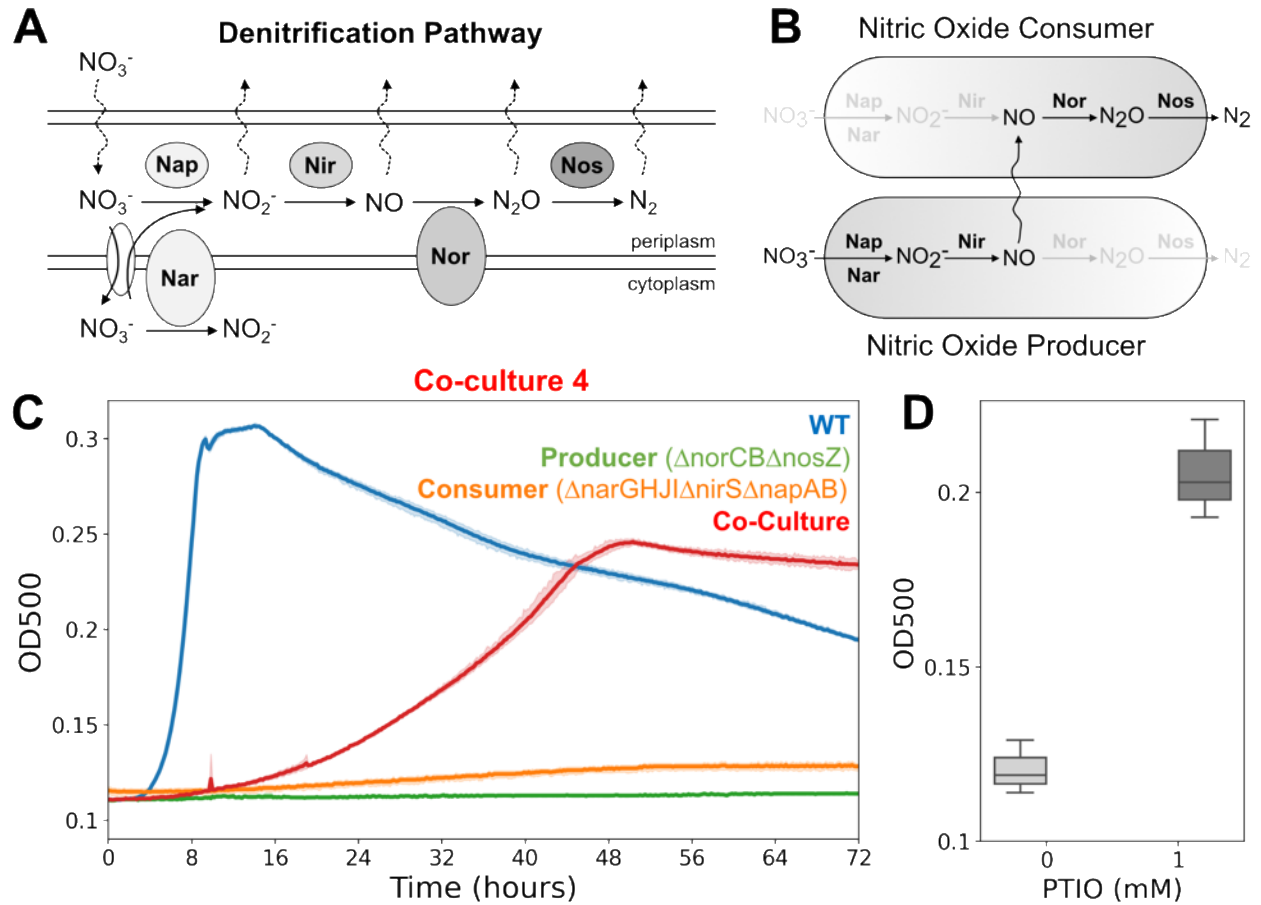 A
Denitrification Pathway
NO₃⁻
Nap
Nir
Nos
NO₃⁻
NO₂⁻
NO
N₂O
N₂
periplasm
Nar
Nor
cytoplasm
NO₃⁻
NO₂⁻
B
Nitric Oxide Consumer
Nap
Nir
Nor
Nos
NO₃⁻
NO₂⁻
NO
N₂O
N₂
Nar
Nap
Nir
Nor
Nos
NO₃⁻
NO₂⁻
NO
N₂O
N₂
Nar
Nitric Oxide Producer
C
Co-culture 4
WT
Producer (ΔnorCBΔnosZ)
Consumer (ΔnarGHJIΔnirSΔnapAB)
Co-Culture
OD500
0.3
0.25
0.2
0.15
0.1
0 8 16 24 32 40 48 56 64 72
Time (hours)
D
OD500
0.2
0.15
0.1
0 1
PTIO (mM)